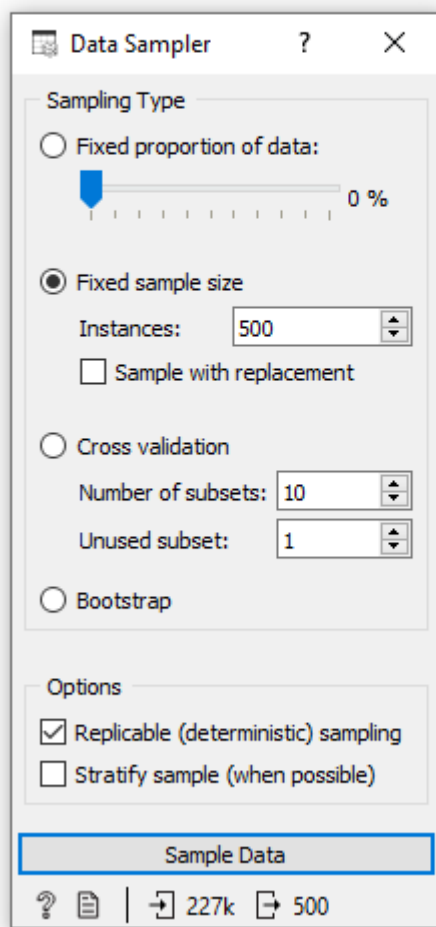 Data Sampler ?
Sampling Type
Fixed proportion of data:
0 %
Fixed sample size
Instances: 500
Sample with replacement
Cross validation
Number of subsets: 10
Unused subset: 1
Bootstrap
Options
Replicable (deterministic) sampling
Stratify sample (when possible)
Sample Data
? 227k 500